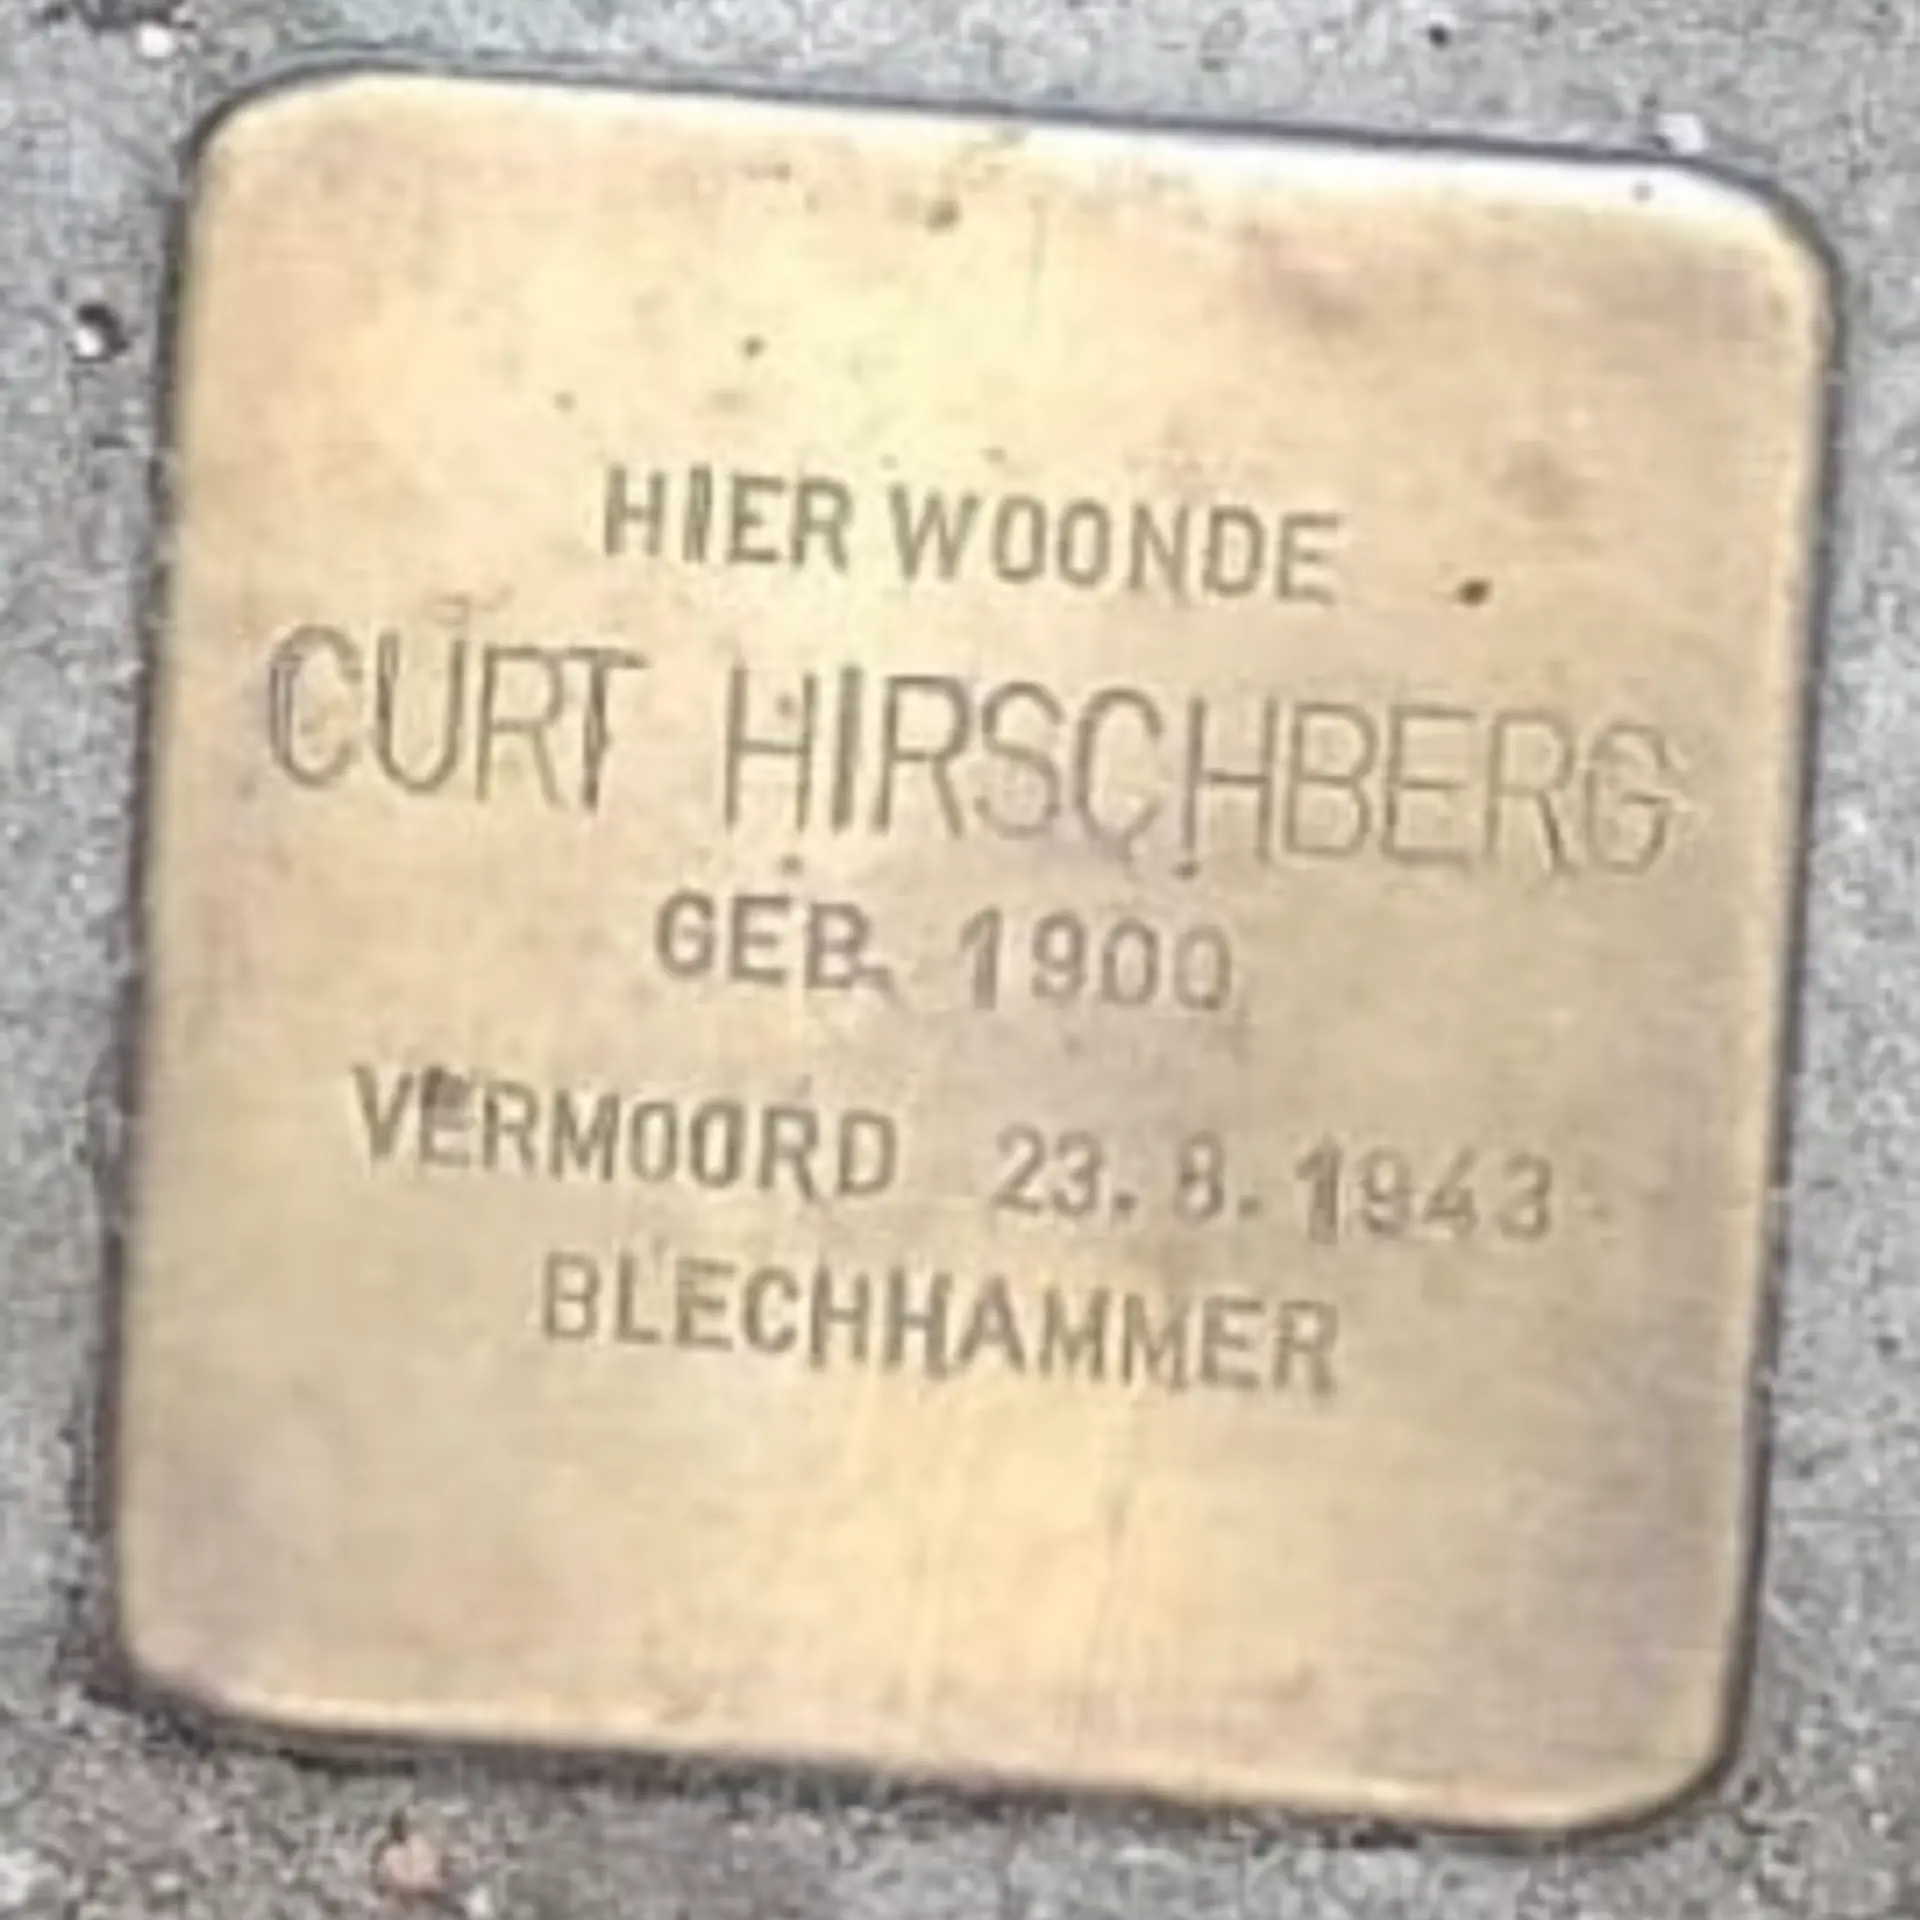 HIER WOONDE
CURT HIRSCHBERG
GEB. 1900
VERMOORD 23.8.1943
BLECHHAMMER